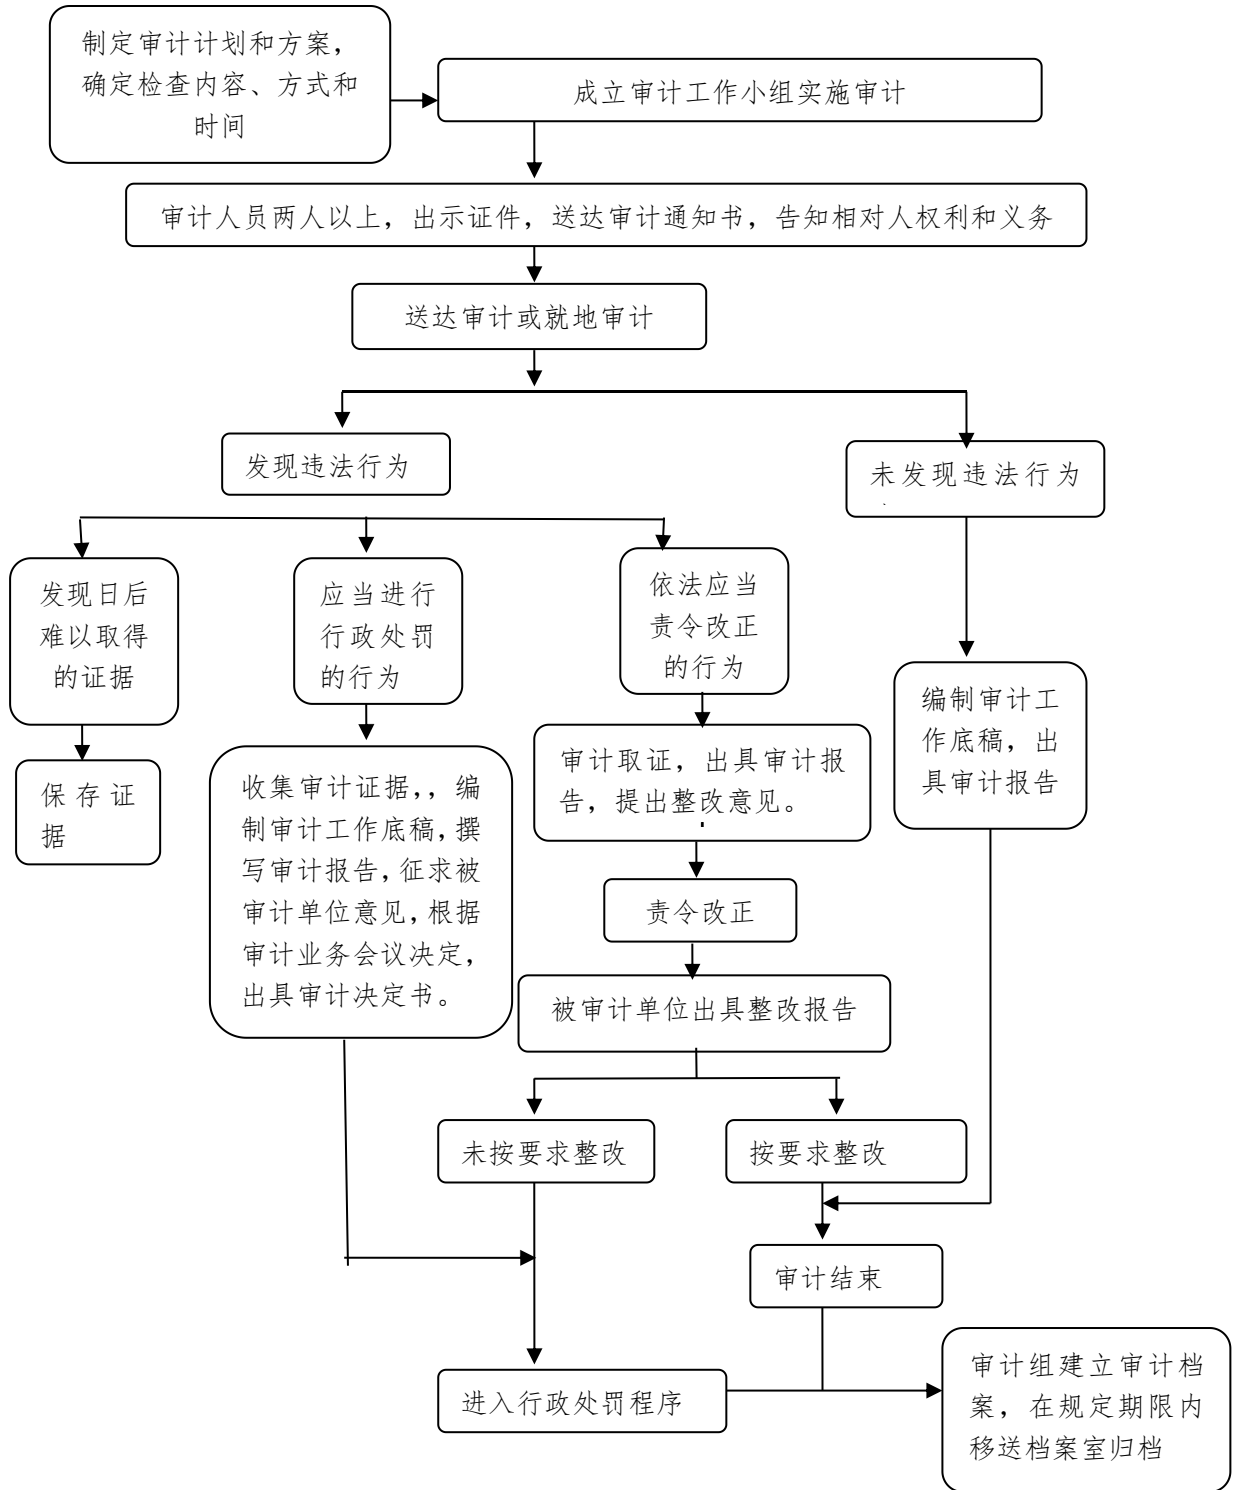 制定审计计划和方案，
确定检查内容、方式和
时间
成立审计工作小组实施审计
审计人员两人以上，出示证件，送达审计通知书，告知相对人权利和义务
送达审计或就地审计
发现违法行为
未发现违法行为
发现日后
难以取得
的证据
应当进行
行政处罚
的行为
依法应当
责令改正
的行为
编制审计工
作底稿，出
具审计报告
保存证
据
收集审计证据，，编
制审计工作底稿，撰
写审计报告，征求被
审计单位意见，根据
审计业务会议决定，
出具审计决定书。
审计取证，出具审计报
告，提出整改意见。
责令改正
被审计单位出具整改报告
未按要求整改
按要求整改
审计结束
进入行政处罚程序
审计组建立审计档
案，在规定期限内
移送档案室归档